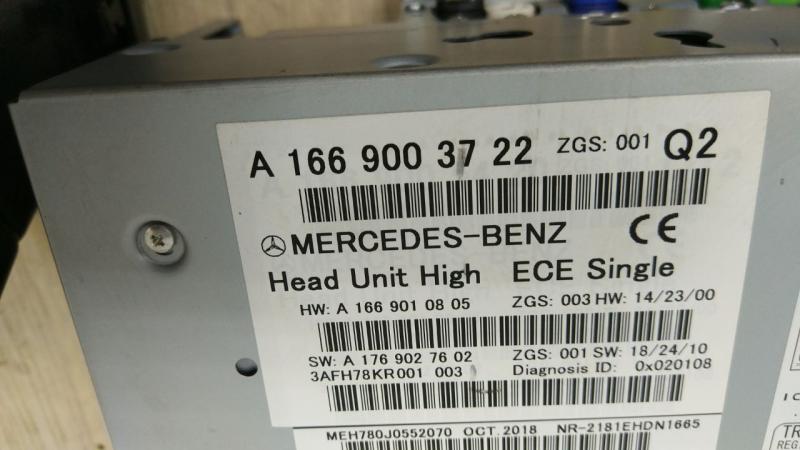 A 166 900 37 22 ZGS: 001 Q2
MERCEDES-BENZ CE
Head Unit High ECE Single
HW: A 166 901 08 05 ZGS: 003 HW: 14/23/00
SW: A 176 902 76 02 ZGS: 001 SW: 18/24/10
3AFH78KR001 003 Diagnosis ID: 0x020108
MEH780J0552070 OCT.2018 NR-2181EHDN1665